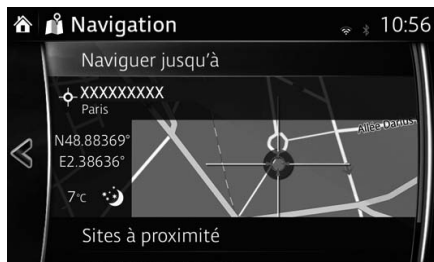 Navigation
10:56
Naviguer jusqu'à
XXXXXXXXX
Paris
Allée Darius
N48.88369°
E2.38636°
7°C
Sites à proximité